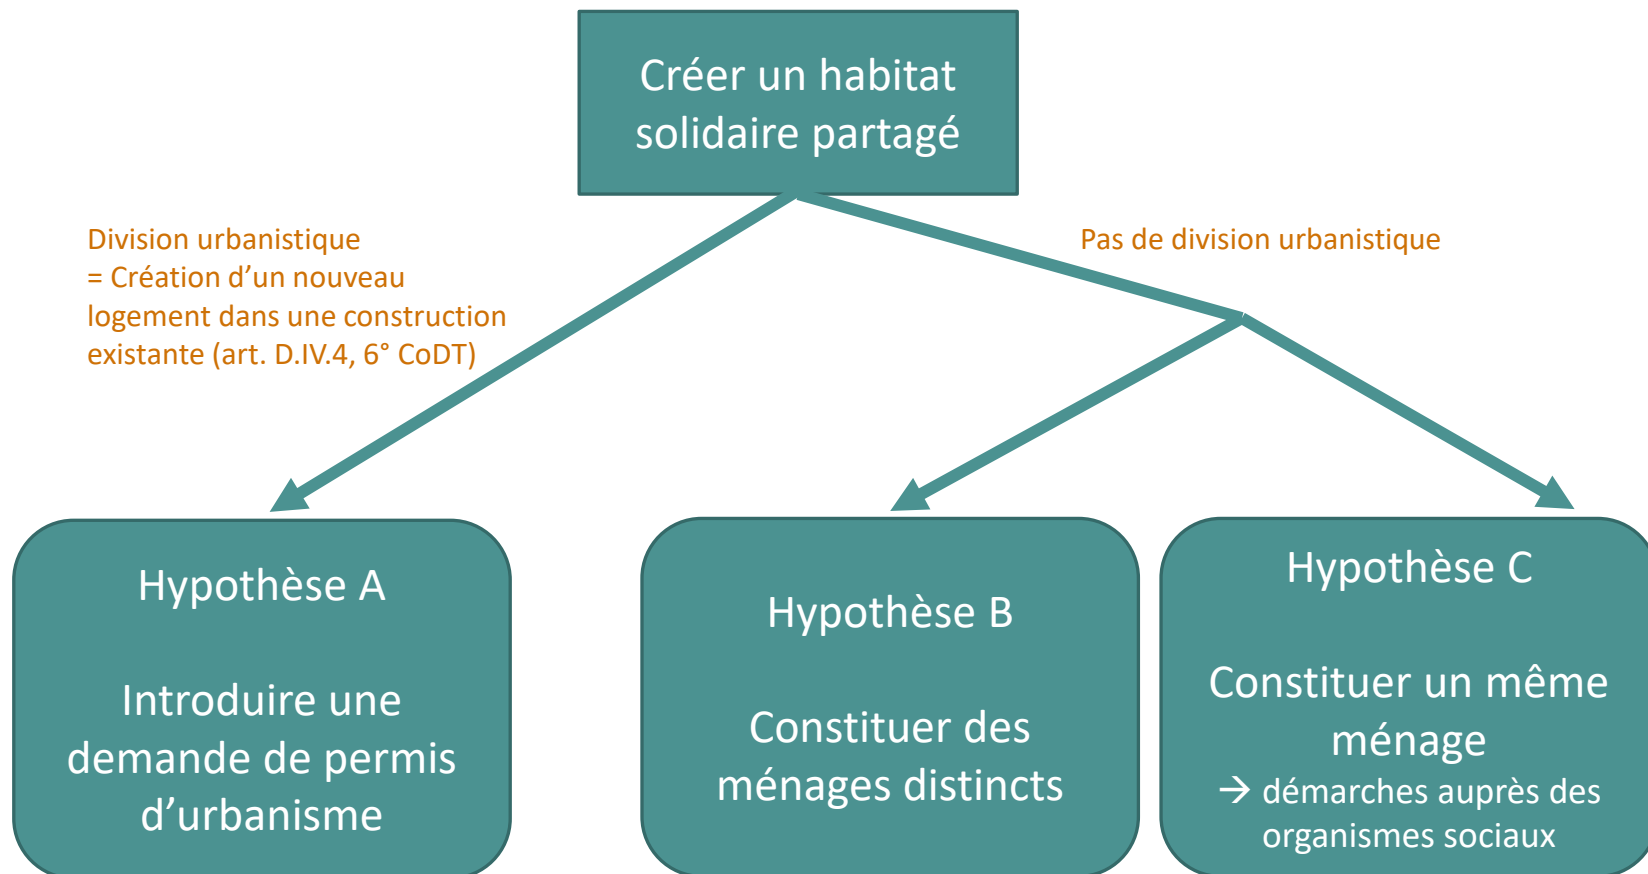 Créer un habitat
solidaire partagé
Division urbanistique
= Création d’un nouveau
logement dans une construction
existante (art. D.IV.4, 6° CoDT)
Pas de division urbanistique
Hypothèse A
Introduire une
demande de permis
d’urbanisme
Hypothèse B
Constituer des
ménages distincts
Hypothèse C
Constituer un même
ménage
→ démarches auprès des
organismes sociaux